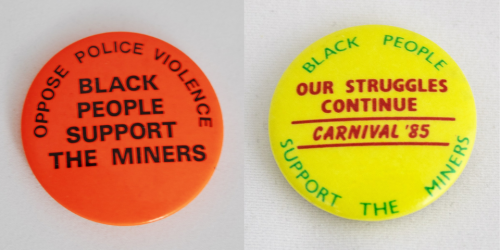 OPPOSE POLICE VIOLENCE
BLACK
PEOPLE
SUPPORT
THE MINERS
BLACK PEOPLE
OUR STRUGGLES
CONTINUE
CARNIVAL '85
SUPPORT THE MINERS